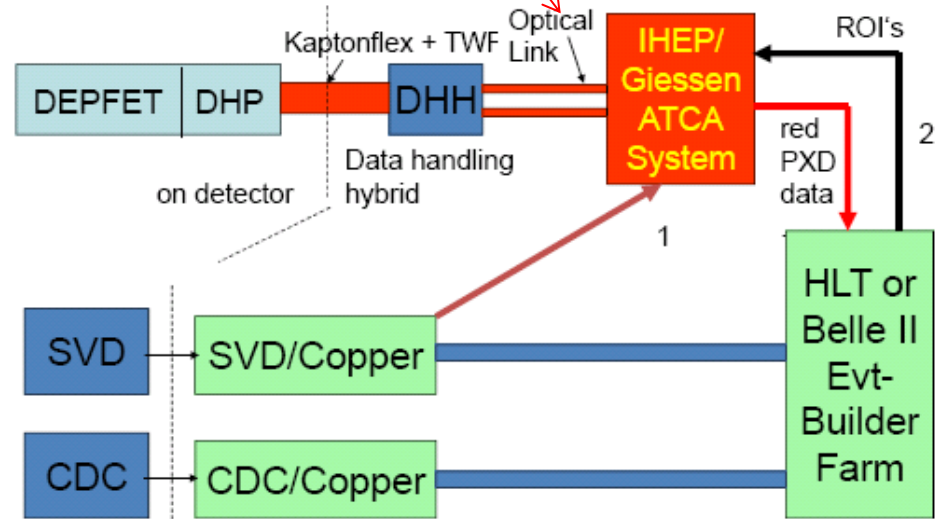 Optical
Link
Kaptonflex + TWF
IHEP/
Giessen
ATCA
System
ROI's
DEPFET
DHP
DHH
red
PXD
data
2
Data handling
hybrid
on detector
1
HLT or
Belle II
Evt-
Builder
Farm
SVD
SVD/Copper
CDC
CDC/Copper